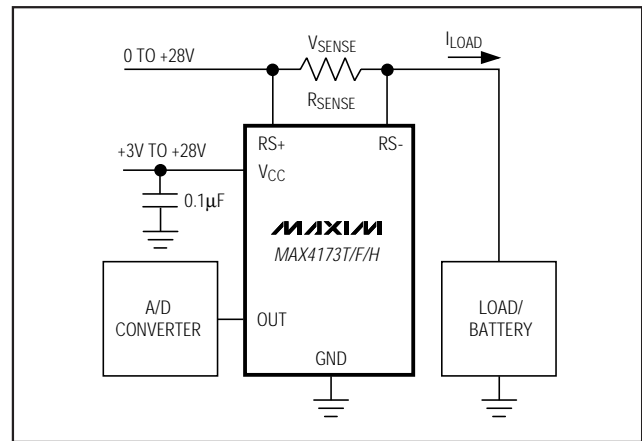 0 TO +28V
VSENSE
ILOAD
RSENSE
RS+
RS-
+3V TO +28V
VCC
0.1μF
MAXIM
MAX4173T/F/H
A/D
CONVERTER
OUT
LOAD/
BATTERY
GND